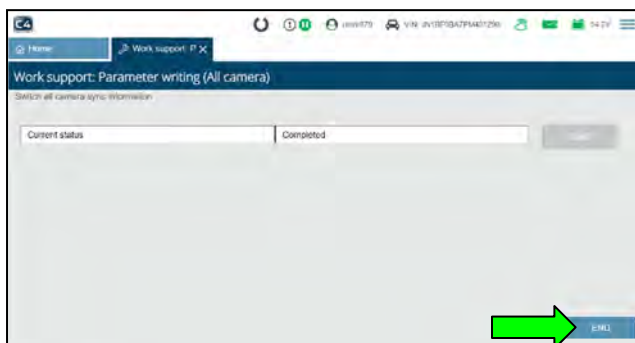 C4
Home
Work support: P X
Work support: Parameter writing (All camera)
Switch all camera sync information
Current status
Completed
END